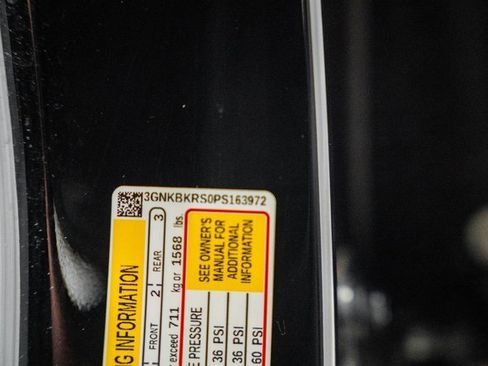 3GNKBKRS0PS163972
NG INFORMATION
FRONT 2 REAR 3
exceed 711 kg or 1568 lbs.
SEE OWNER'S
MANUAL FOR
ADDITIONAL
INFORMATION
E PRESSURE
36 PSI
36 PSI
60 PSI